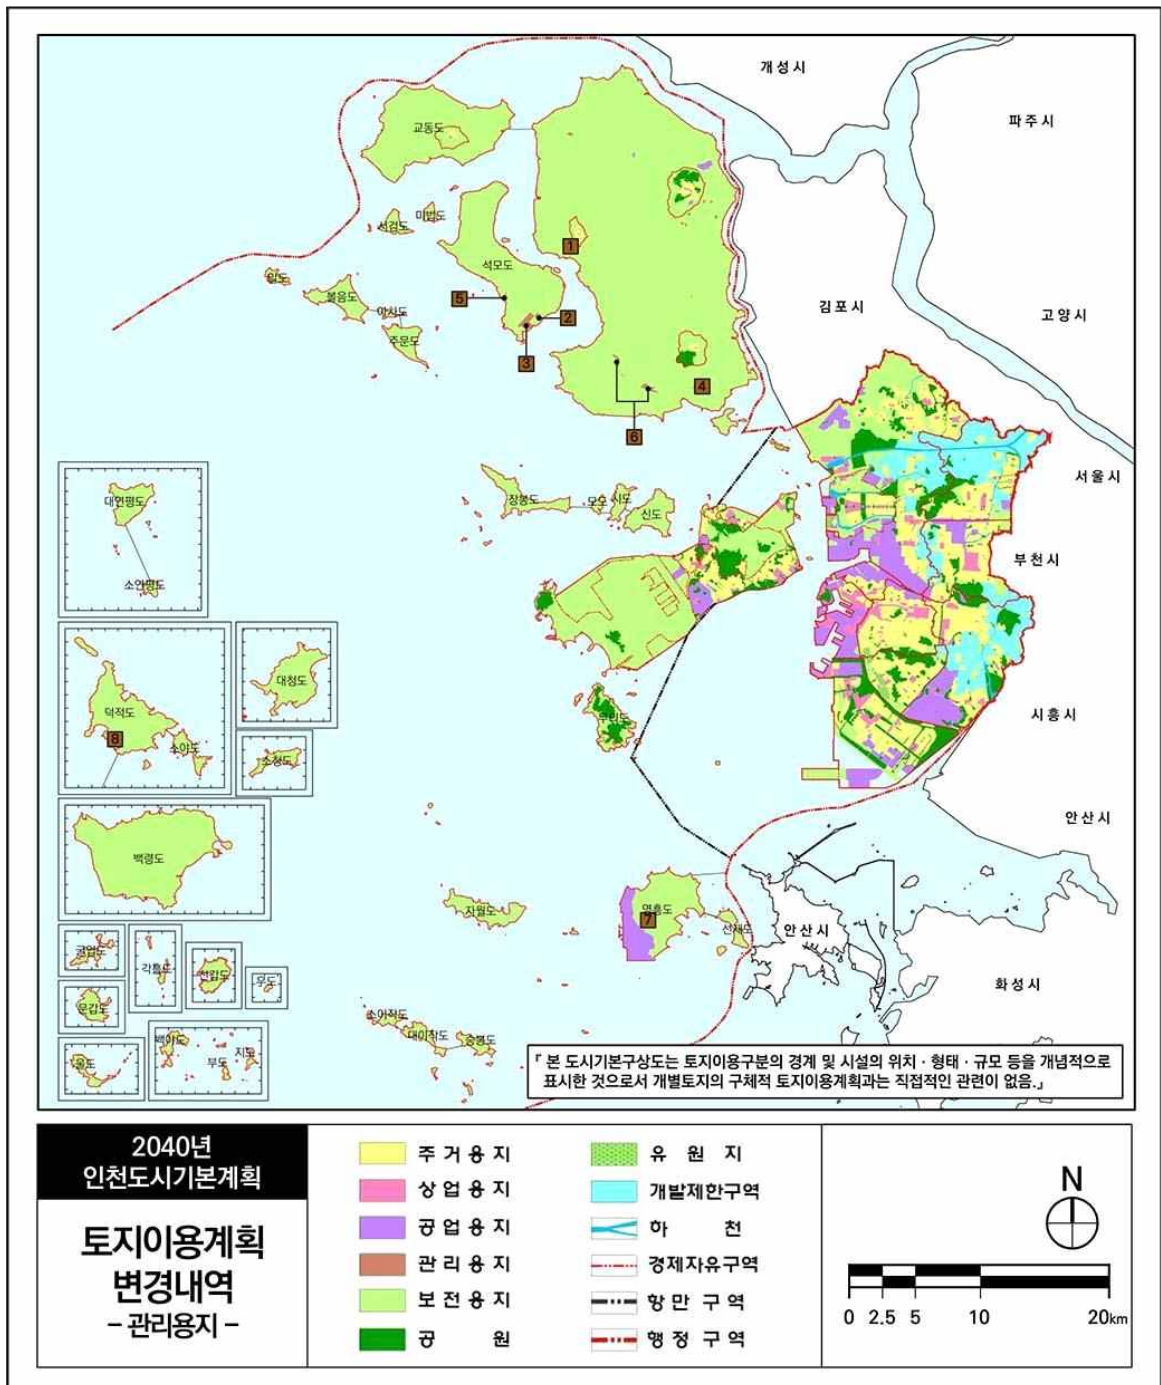 개성시
파주시
교동도
미법도
서검도
1
석모도
말도
볼음도
5
아차도
2
김포시
고양시
주문도
3
4
6
서울시
대연평도
장봉도
모도
시도
신도
부천시
소연평도
대청도
덕적도
무의도
시흥시
8
소야도
소청도
안산시
백령도
자월도
영흥도
7
선재도
안산시
굴업도
각흘도
선갑도
우도
화성시
문갑도
소이작도
대이작도
승봉도
울도
백아도
부도
지도
『 본 도시기본구상도는 토지이용구분의 경계 및 시설의 위치 · 형태 · 규모 등을 개념적으로
표시한 것으로서 개별토지의 구체적 토지이용계획과는 직접적인 관련이 없음.』
2040년
인천도시기본계획
토지이용계획
변경내역
- 관리용지 -
주거용지
상업용지
공업용지
관리용지
보전용지
공 원
유 원 지
개발제한구역
하 천
경제자유구역
항만 구역
행정 구역
N
0 2.5 5 10 20km